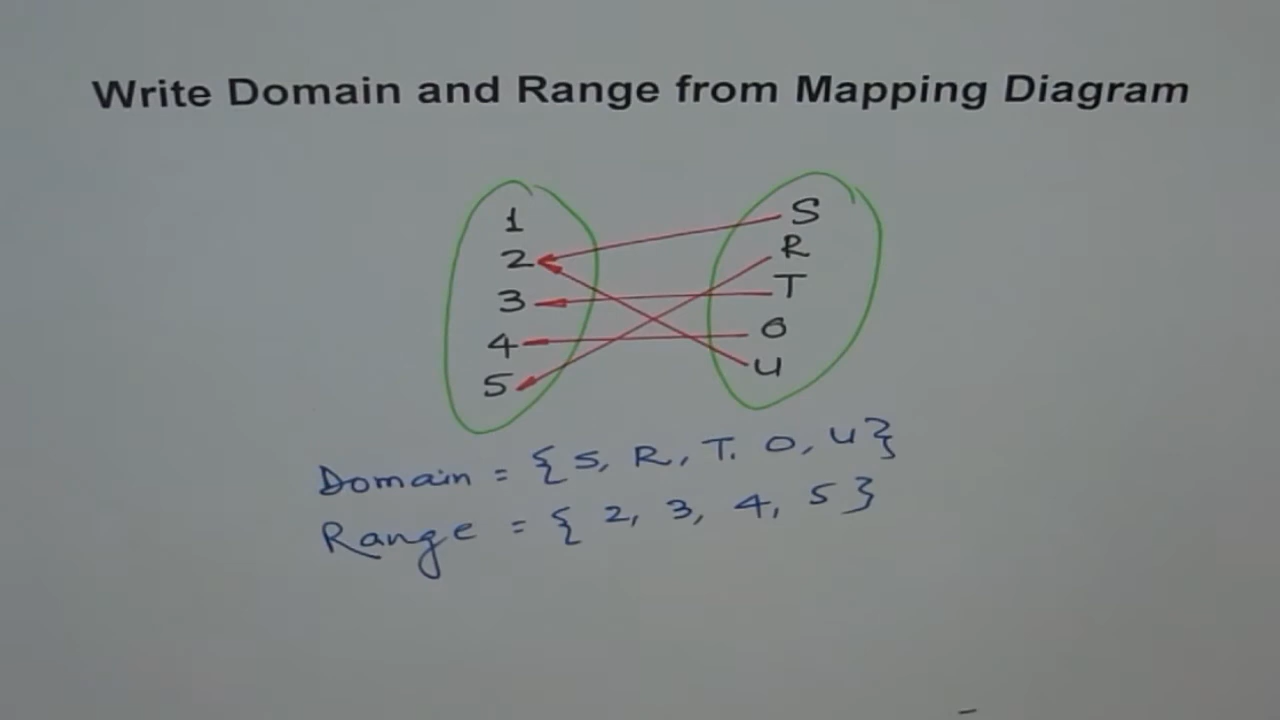 Write Domain and Range from Mapping Diagram
1 S
2 R
3 T
4 O
5 U
Domain = {S, R, T. O, U}
Range = { 2, 3, 4, 5 }